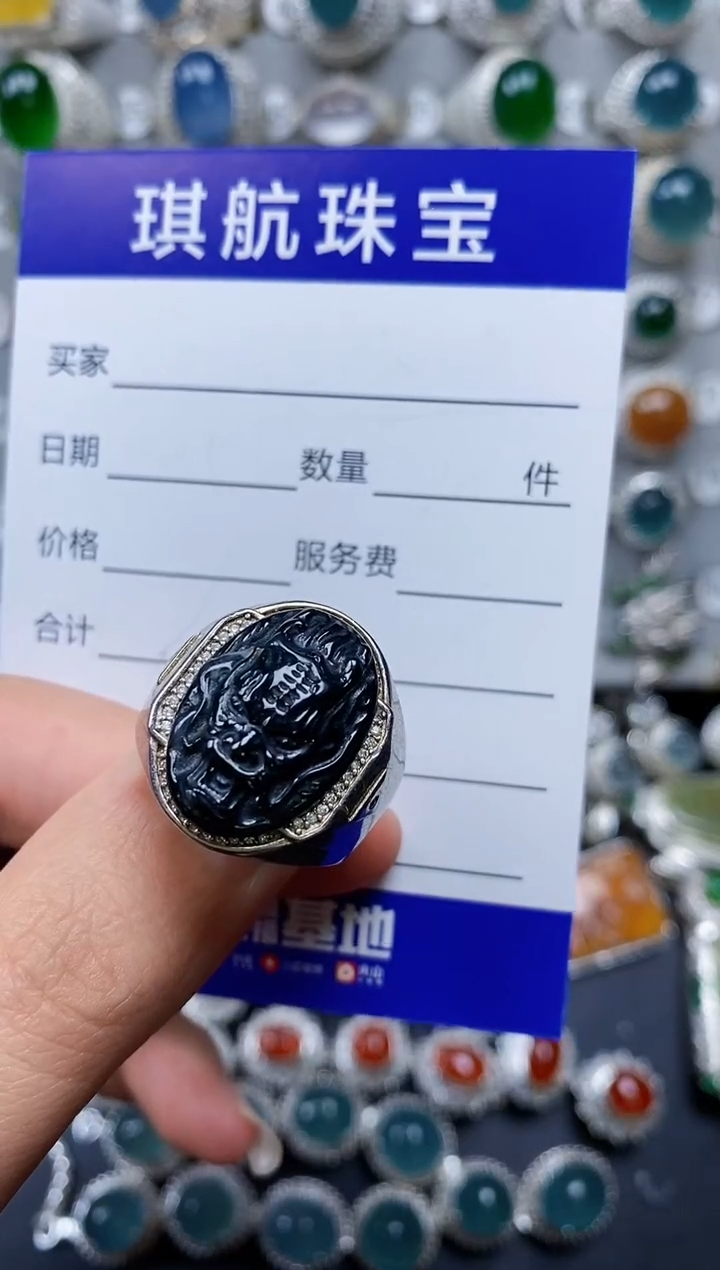 琪航珠宝
买家
日期 数量 件
价格 服务费
合计
基地